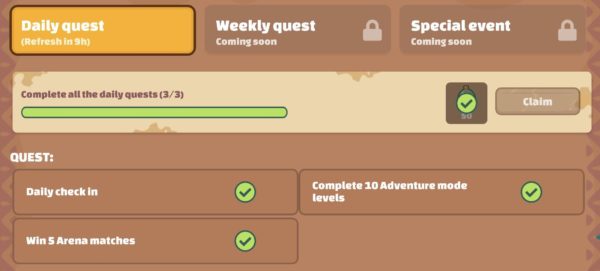 Daily quest
(Refresh in 9h)
Weekly quest
Coming soon
Special event
Coming soon
Complete all the daily quests (3/3)
Claim
QUEST:
Daily check in
Complete 10 Adventure mode
levels
Win 5 Arena matches